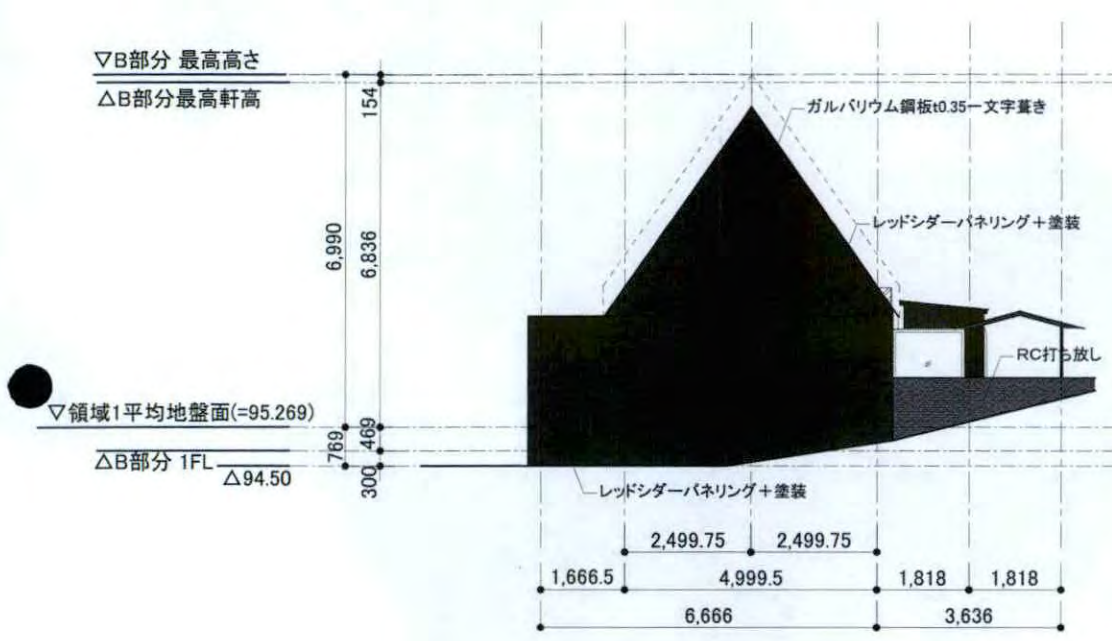 ▽B部分 最高高さ
△B部分最高軒高
154
ガルバリウム鋼板t0.35一文字葺き
レッドシダーパネリング＋塗装
6,990
6,836
RC打ち放し
▽領域1平均地盤面(=95.269)
769
469
△B部分 1FL
△94.50
300
レッドシダーパネリング＋塗装
2,499.75
2,499.75
1,666.5
4,999.5
1,818
1,818
6,666
3,636